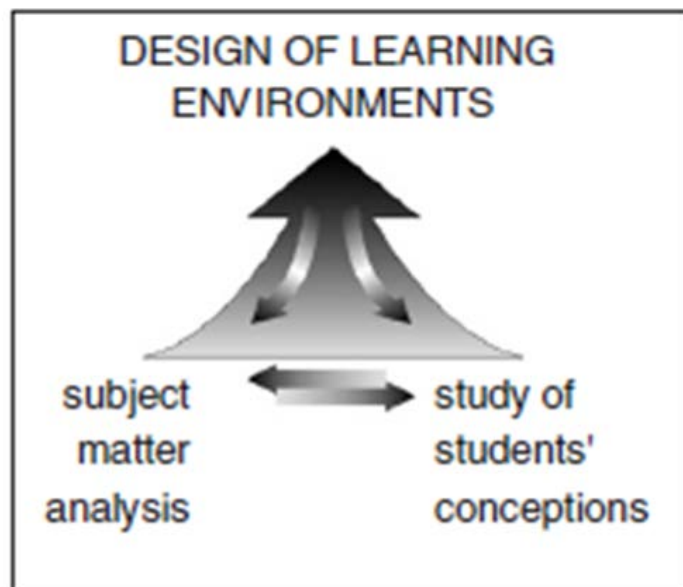 DESIGN OF LEARNING
ENVIRONMENTS
subject
matter
analysis
study of
students'
conceptions